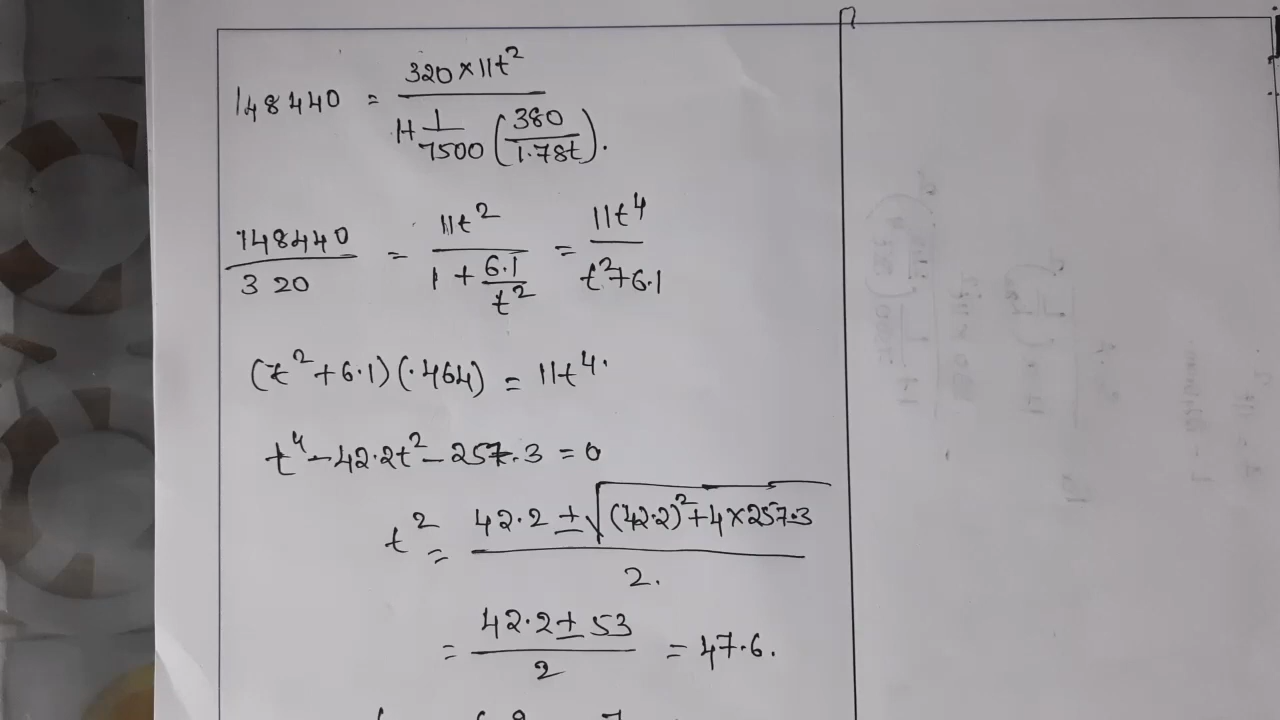 148440 = 320 × 11t² / 1+ 1/7500 (380/1.78t).
148440/320 = 11t² / 1 + 6.1/t² = 11t⁴ / t²+6.1
(t² + 6.1)(.464) = 11t⁴.
t⁴ - 42.2t² - 257.3 = 0
t² = 42.2 ± √(42.2)² + 4×257.3 / 2.
= 42.2 ± 53 / 2 = 47.6.